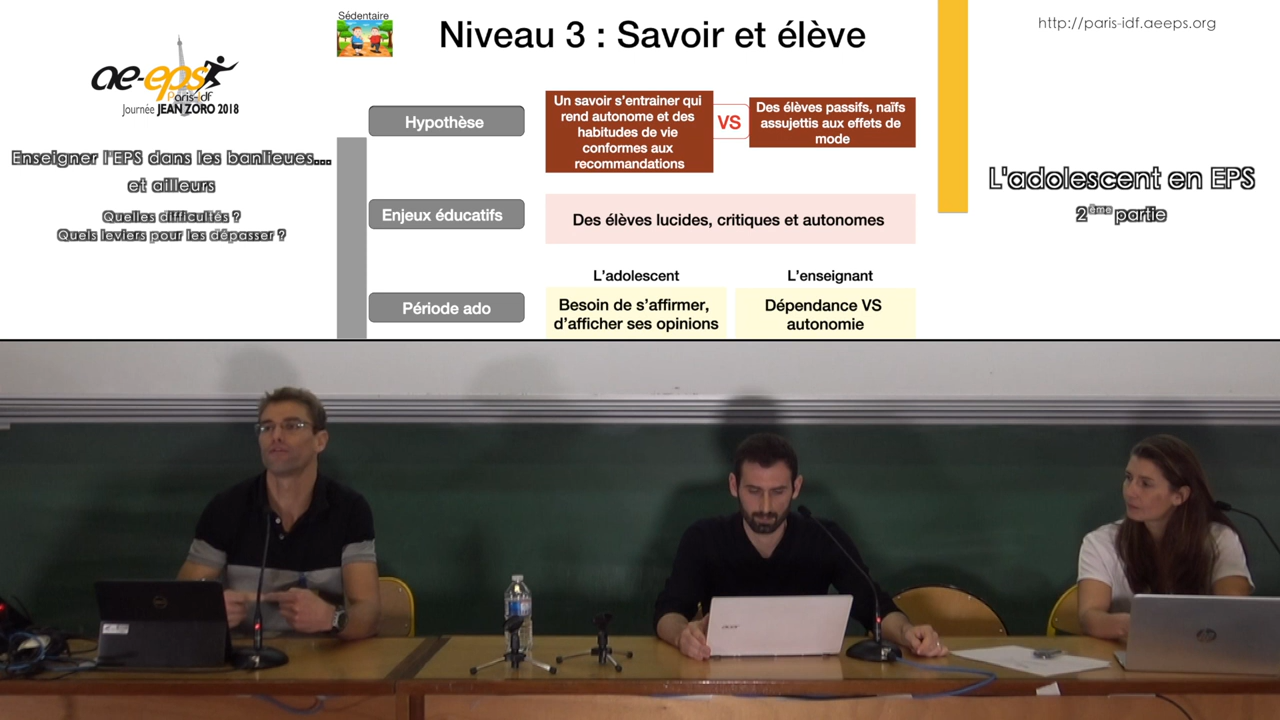 ae-eps
Paris-idf
Journée JEAN ZORO 2018
Enseigner l'EPS dans les banlieues...
et ailleurs
Quelles difficultés ?
Quels leviers pour les dépasser ?
Sédentaire
Niveau 3 : Savoir et élève
Hypothèse
Un savoir s'entrainer qui
rend autonome et des
habitudes de vie
conformes aux
recommandations
VS
Des élèves passifs, naïfs
assujettis aux effets de
mode
Enjeux éducatifs
Des élèves lucides, critiques et autonomes
L'adolescent
L'enseignant
Période ado
Besoin de s'affirmer,
d'afficher ses opinions
Dépendance VS
autonomie
http://paris-idf.aeeps.org
L'adolescent en EPS
2ème partie
DELL
acer
hp